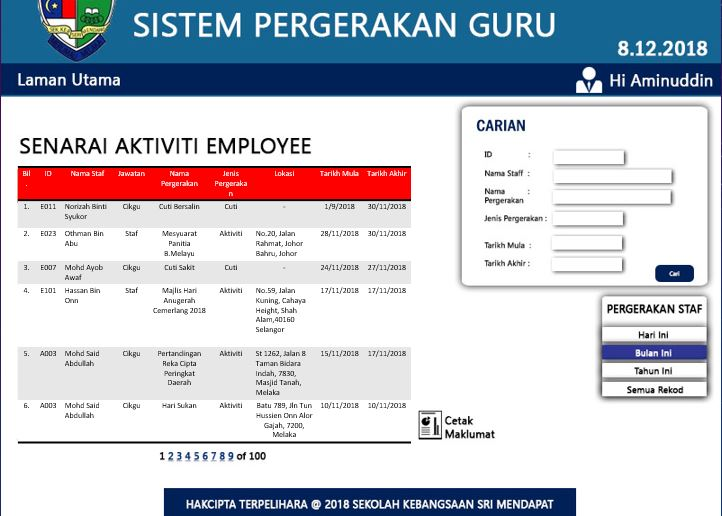 SISTEM PERGERAKAN GURU
8.12.2018
Laman Utama
Hi Aminuddin
SENARAI AKTIVITI EMPLOYEE
Bil . ID Nama Staf Jawatan Nama Pergerakan Jenis Pergeraka n Lokasi Tarikh Mula Tarikh Akhir
1. E011 Norizah Binti Syukor Cikgu Cuti Bersalin Cuti - 1/9/2018 30/11/2018
2. E023 Othman Bin Abu Staf Mesyuarat Panitia B.Melayu Aktiviti No.20, Jalan Rahmat, Johor Bahru, Johor 28/11/2018 30/11/2018
3. E007 Mohd Ayob Awaf Cikgu Cuti Sakit Cuti - 24/11/2018 27/11/2018
4. E101 Hassan Bin Onn Staf Majlis Hari Anugerah Cemerlang 2018 Aktiviti No.59, Jalan Kuning, Cahaya Height, Shah Alam,40160 Selangor 17/11/2018 17/11/2018
5. A003 Mohd Said Abdullah Cikgu Pertandingan Reka Cipta Peringkat Daerah Aktiviti St 1262, Jalan 8 Taman Bidara Indah, 7830, Masjid Tanah, Melaka 15/11/2018 17/11/2018
6. A003 Mohd Said Abdullah Cikgu Hari Sukan Aktiviti Batu 789, Jln Tun Hussien Onn Alor Gajah, 7200, Melaka 10/11/2018 10/11/2018
1 2 3 4 5 6 7 8 9 of 100
CARIAN
ID :
Nama Staff :
Nama Pergerakan :
Jenis Pergerakan :
Tarikh Mula :
Tarikh Akhir :
Cari
PERGERAKAN STAF
Hari Ini
Bulan Ini
Tahun Ini
Semua Rekod
Cetak
Maklumat
HAKCIPTA TERPELIHARA @ 2018 SEKOLAH KEBANGSAAN SRI MENDAPAT